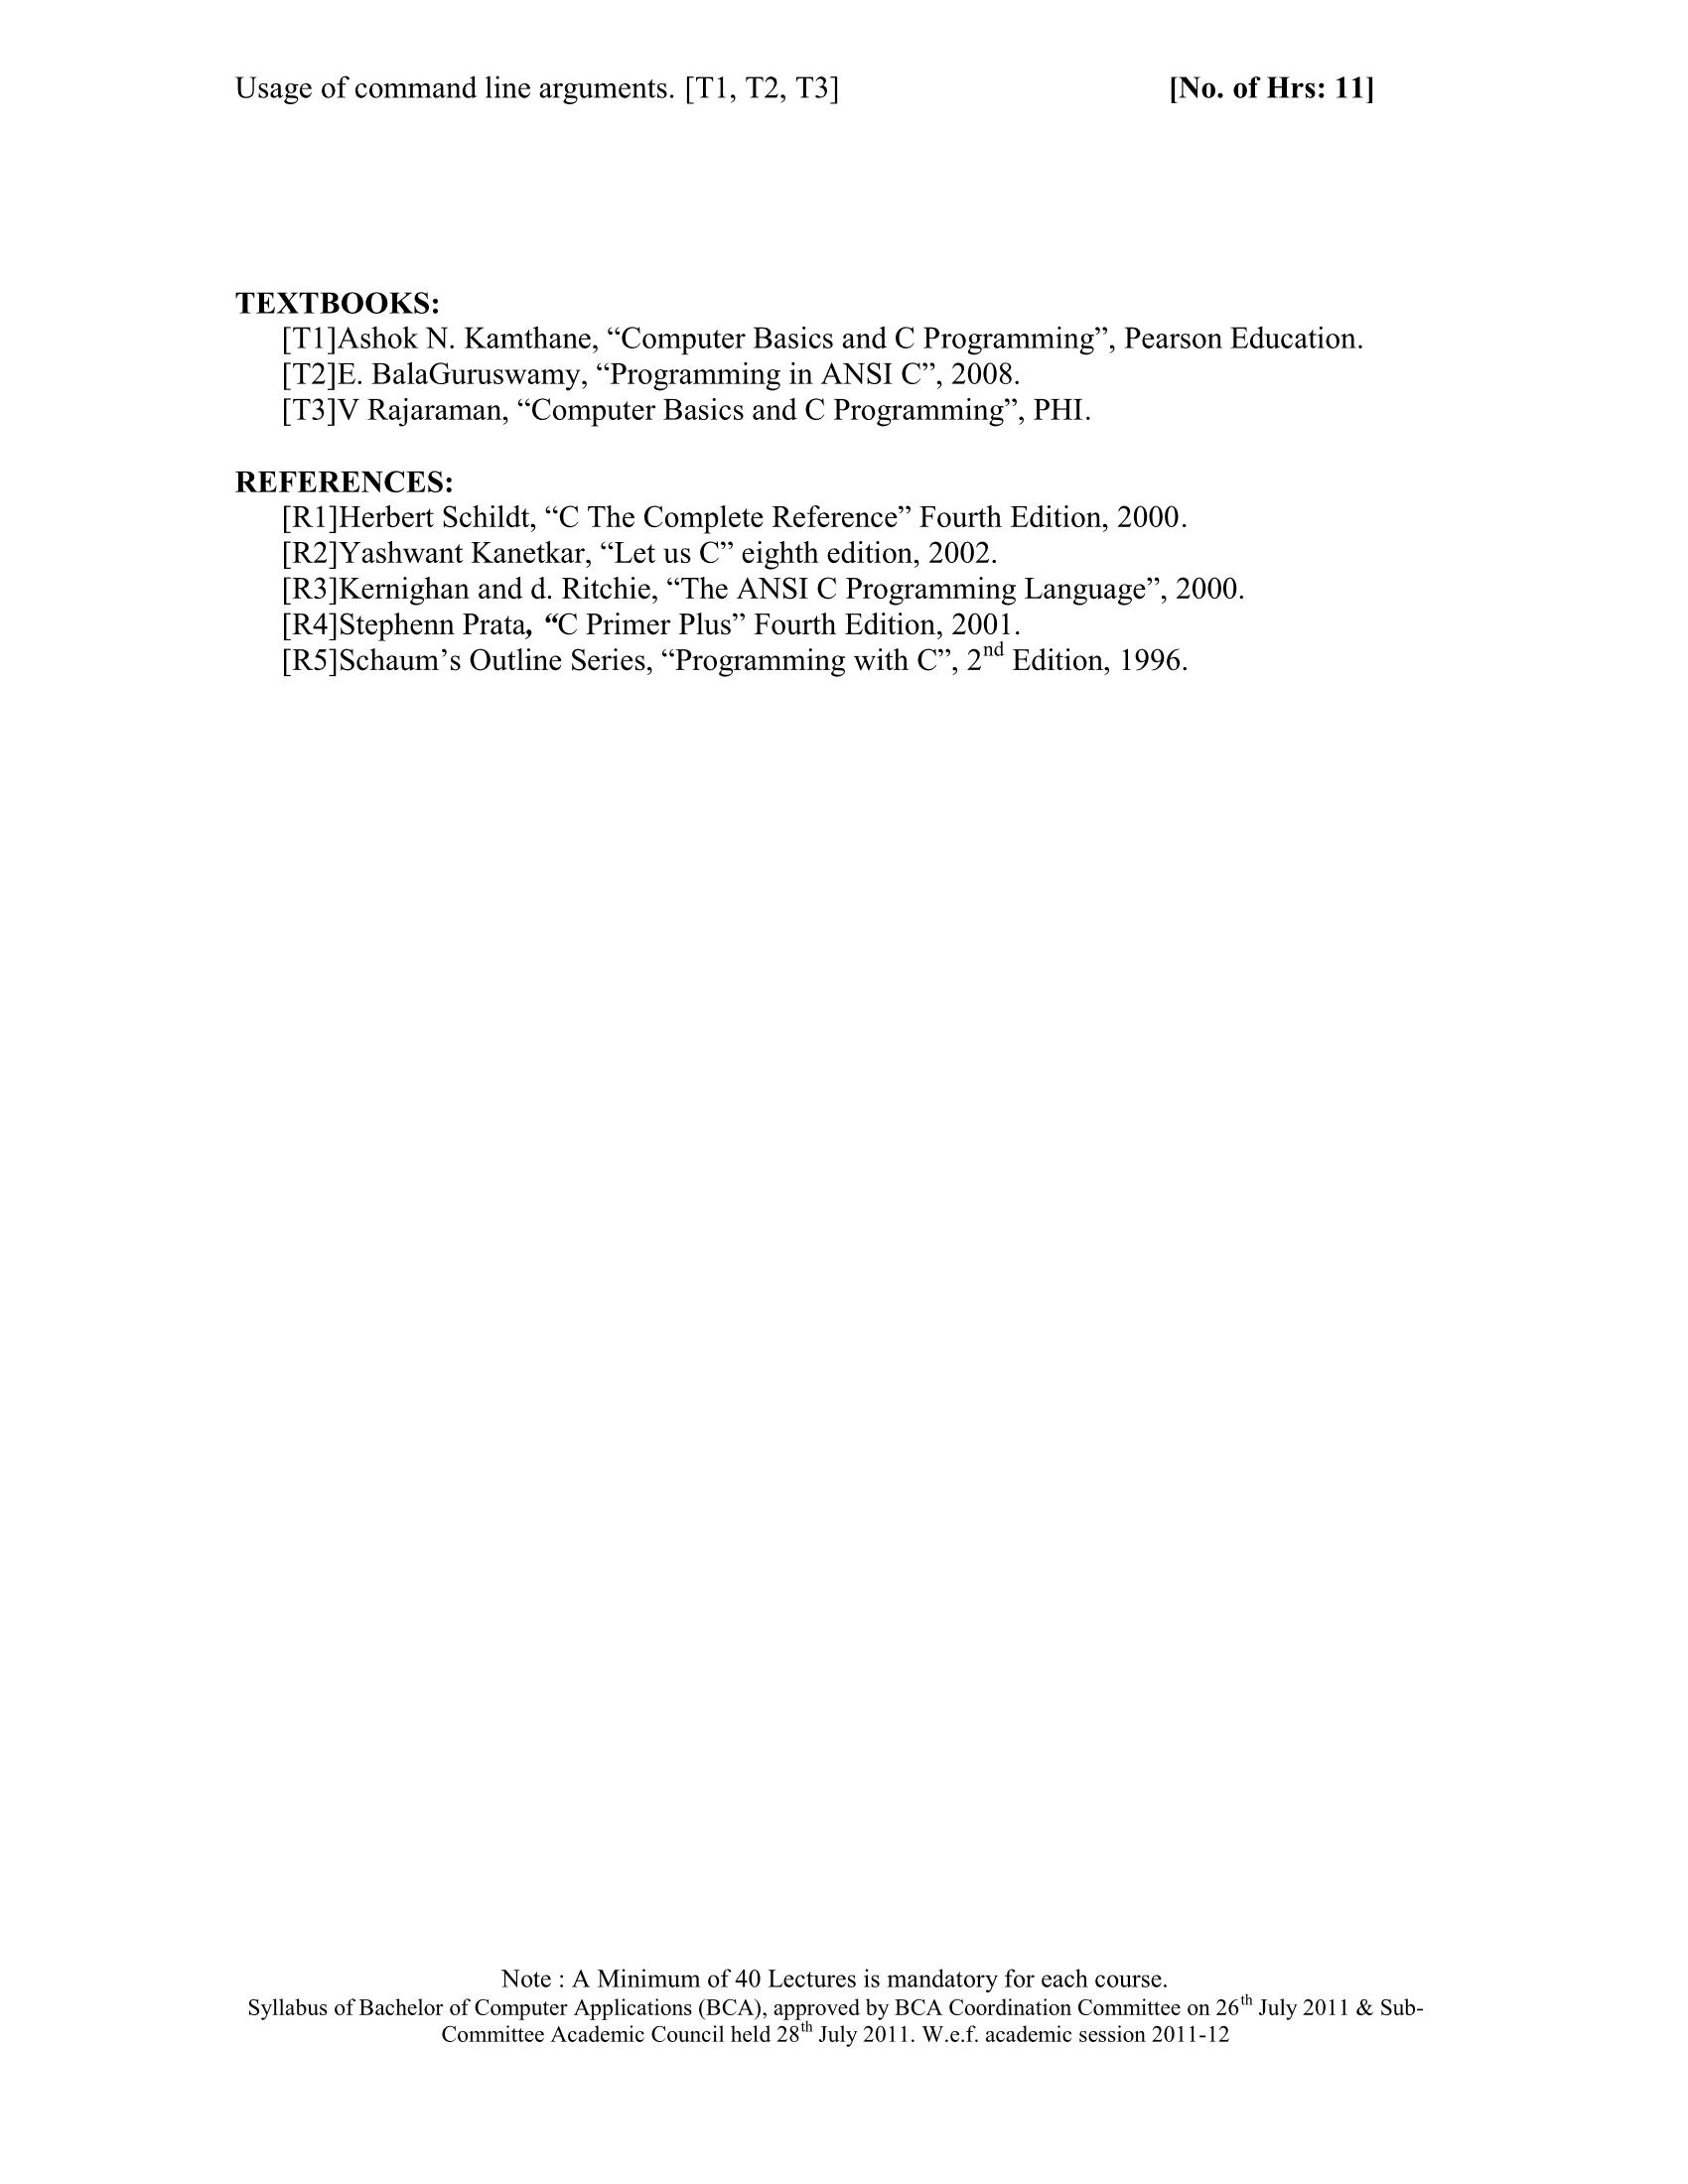 Usage of command line arguments. [T1, T2, T3] [No. of Hrs: 11]
TEXTBOOKS:
[T1]Ashok N. Kamthane, “Computer Basics and C Programming”, Pearson Education.
[T2]E. BalaGuruswamy, “Programming in ANSI C”, 2008.
[T3]V Rajaraman, “Computer Basics and C Programming”, PHI.
REFERENCES:
[R1]Herbert Schildt, “C The Complete Reference” Fourth Edition, 2000.
[R2]Yashwant Kanetkar, “Let us C” eighth edition, 2002.
[R3]Kernighan and d. Ritchie, “The ANSI C Programming Language”, 2000.
[R4]Stephenn Prata, “C Primer Plus” Fourth Edition, 2001.
[R5]Schaum’s Outline Series, “Programming with C”, 2nd Edition, 1996.
Note : A Minimum of 40 Lectures is mandatory for each course.
Syllabus of Bachelor of Computer Applications (BCA), approved by BCA Coordination Committee on 26th July 2011 & Sub-
Committee Academic Council held 28th July 2011. W.e.f. academic session 2011-12